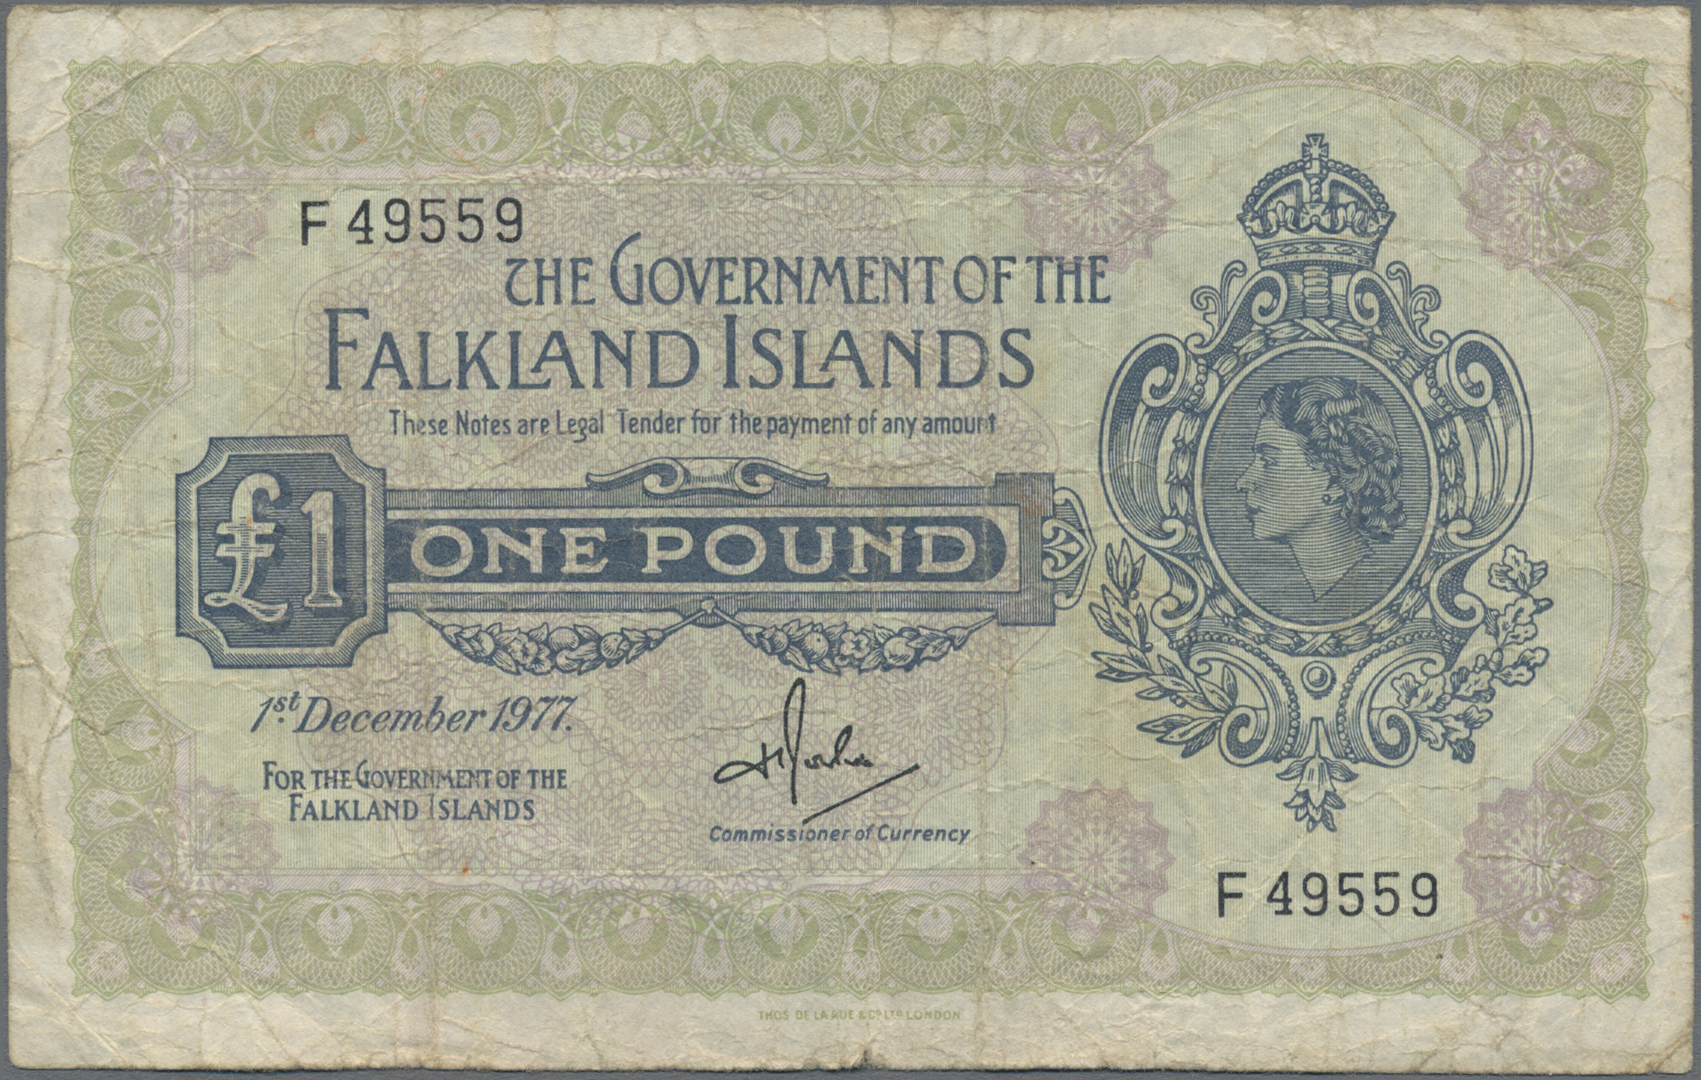 F 49559
THE GOVERNMENT OF THE
FALKLAND ISLANDS
These Notes are Legal Tender for the payment of any amount
£1 ONE POUND
1st December 1977.
FOR THE GOVERNMENT OF THE
FALKLAND ISLANDS
Commissioner of Currency
F 49559
THOS DE LA RUE & CO LTD LONDON